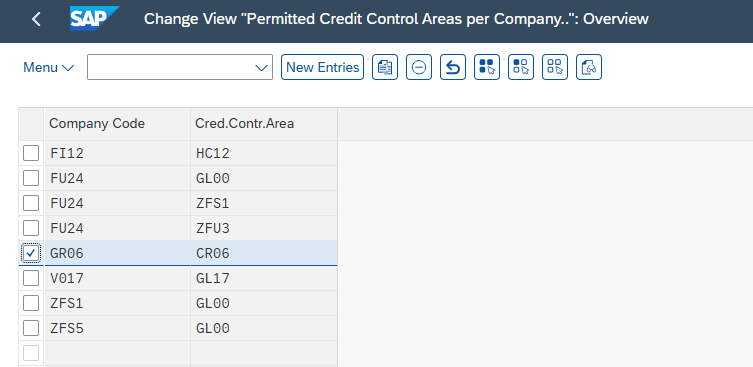 SAP Change View "Permitted Credit Control Areas per Company..": Overview
Menu New Entries
Company Code Cred.Contr.Area
FI12 HC12
FU24 GL00
FU24 ZFS1
FU24 ZFU3
GR06 CR06
V017 GL17
ZFS1 GL00
ZFS5 GL00